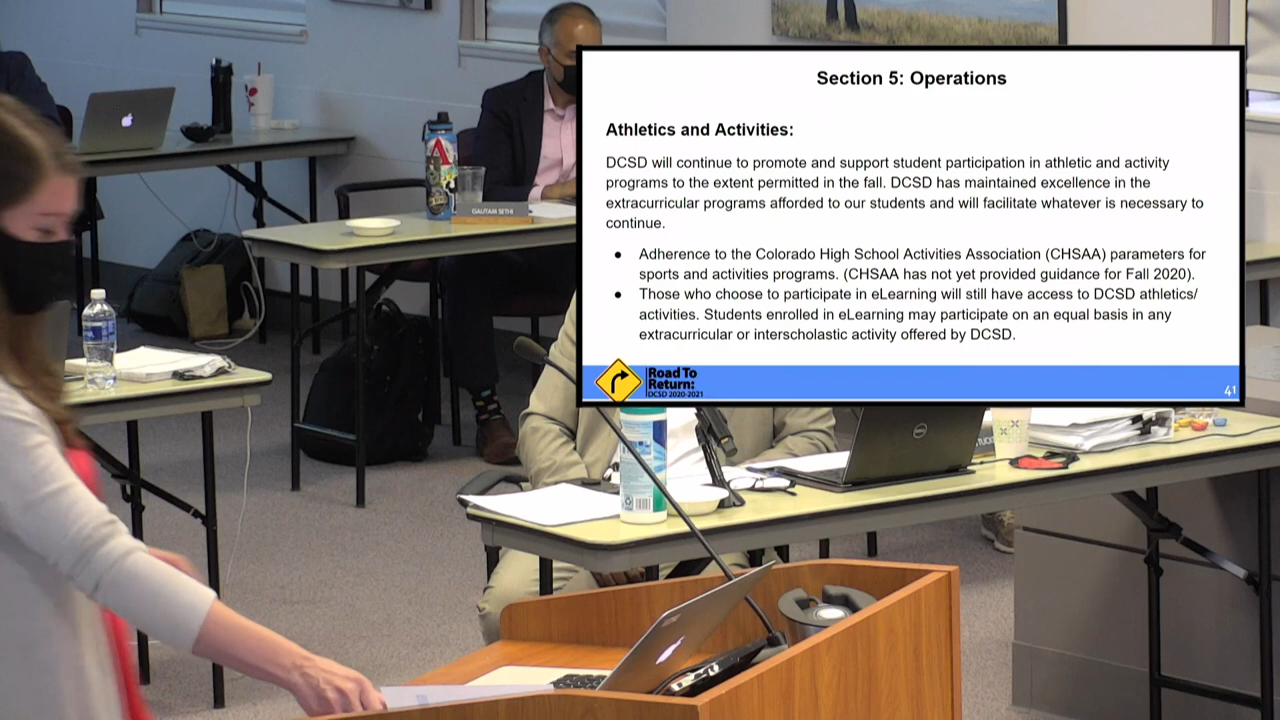 Section 5: Operations
Athletics and Activities:
DCSD will continue to promote and support student participation in athletic and activity
programs to the extent permitted in the fall. DCSD has maintained excellence in the
extracurricular programs afforded to our students and will facilitate whatever is necessary to
continue.
● Adherence to the Colorado High School Activities Association (CHSAA) parameters for
sports and activities programs. (CHSAA has not yet provided guidance for Fall 2020).
● Those who choose to participate in eLearning will still have access to DCSD athletics/
activities. Students enrolled in eLearning may participate on an equal basis in any
extracurricular or interscholastic activity offered by DCSD.
Road To
Return:
DCSD 2020-2021
41
GAUTAM SETHI
DELL